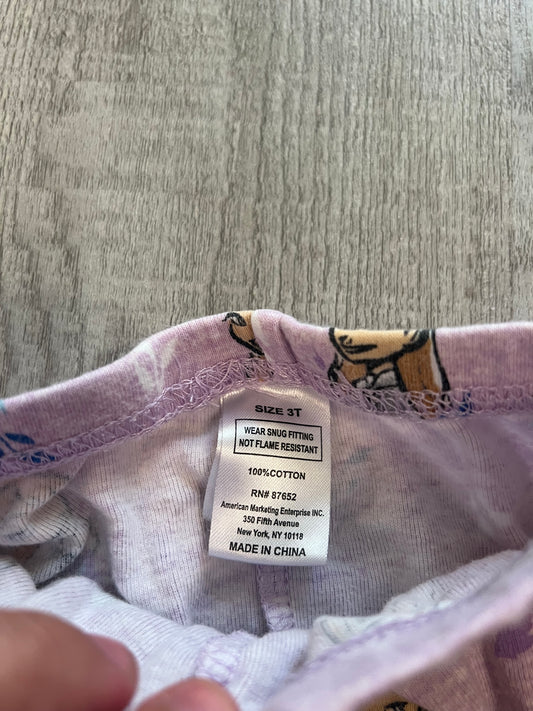 SIZE 3T
WEAR SNUG FITTING
NOT FLAME RESISTANT
100%COTTON
RN# 87652
American Marketing Enterprise INC.
350 Fifth Avenue
New York, NY 10118
MADE IN CHINA